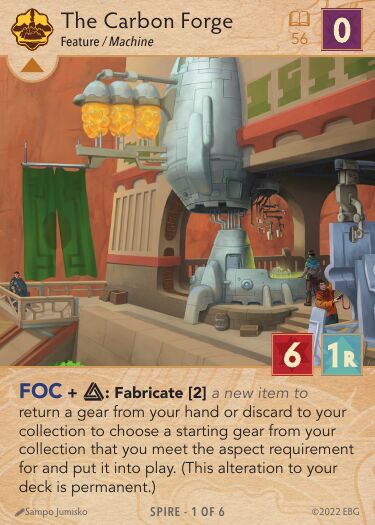 The Carbon Forge
Feature / Machine
56
0
6
1R
FOC + : Fabricate [2] a new item to
return a gear from your hand or discard to your
collection to choose a starting gear from your
collection that you meet the aspect requirement
for and put it into play. (This alteration to your
deck is permanent.)
Sampo Jumisko
SPIRE - 1 OF 6
©2022 EBG